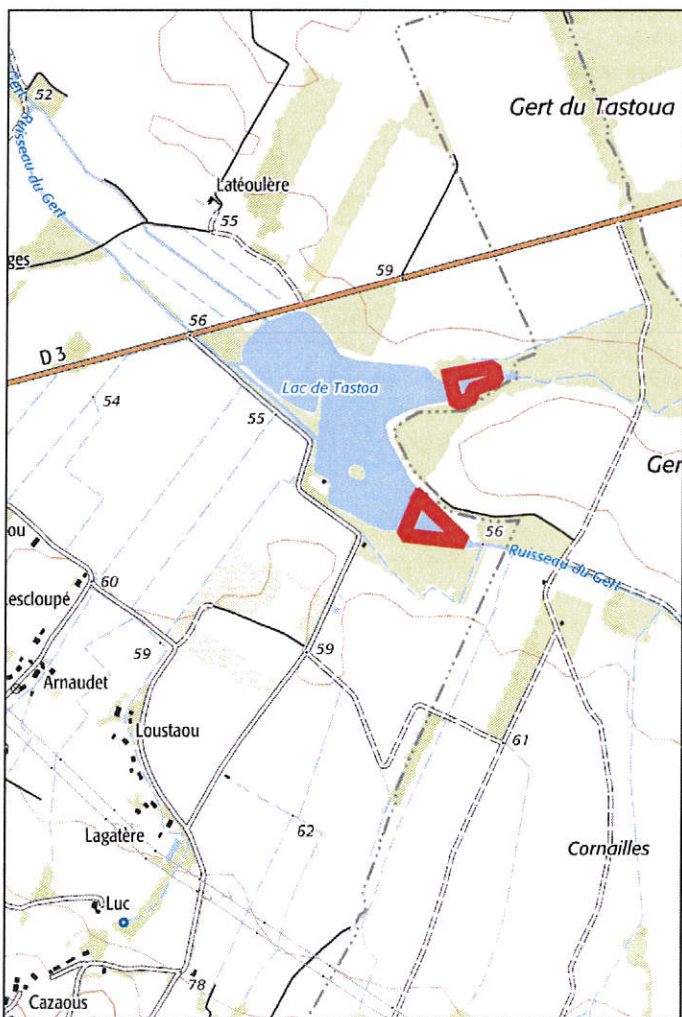 52
Ruisseau du Gert
Gert du Tastoua
Latéoulère
55
ges
59
56
D 3
Lac de Tastoa
54
55
Ger
56
Ruisseau du Gert
ou
60
Lescloupé
59
59
Arnaudet
Loustaou
61
Lagatère
62
Cornailles
Luc
78
Cazaous